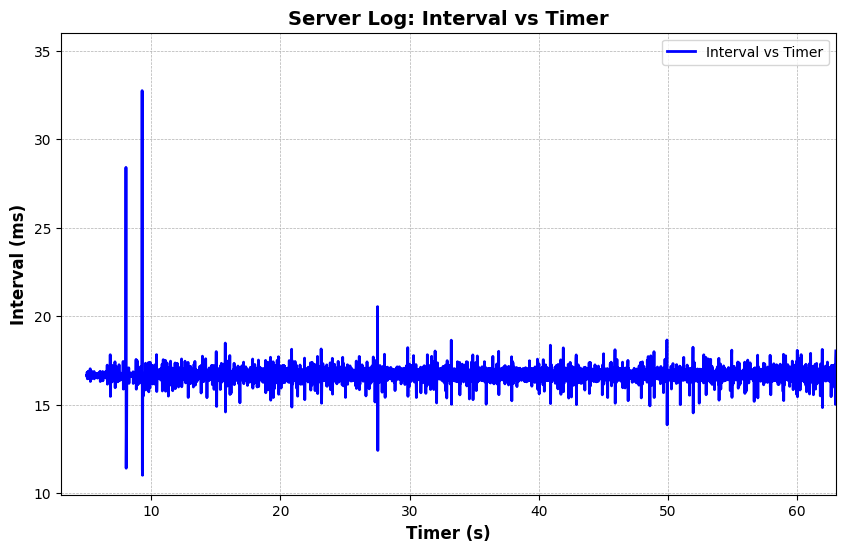 Server Log: Interval vs Timer
Interval vs Timer
35
30
25
20
15
10
Interval (ms)
10 20 30 40 50 60
Timer (s)